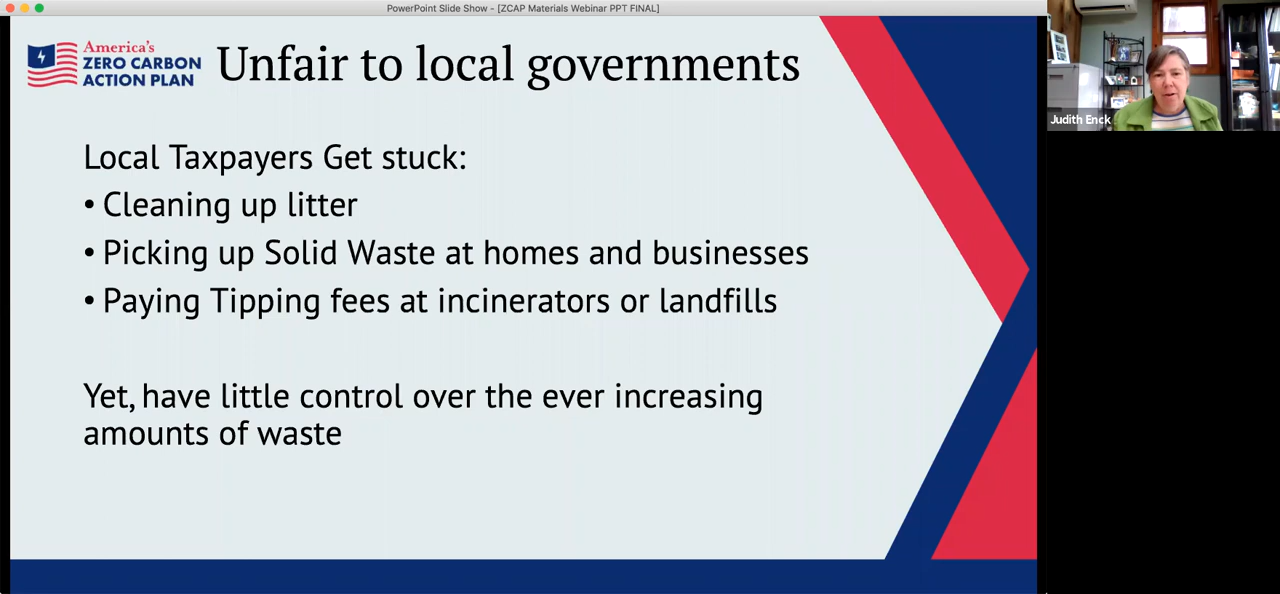 PowerPoint Slide Show - [ZCAP Materials Webinar PPT FINAL]
America's
ZERO CARBON
ACTION PLAN
Unfair to local governments
Judith Enck
Local Taxpayers Get stuck:
• Cleaning up litter
• Picking up Solid Waste at homes and businesses
• Paying Tipping fees at incinerators or landfills
Yet, have little control over the ever increasing
amounts of waste